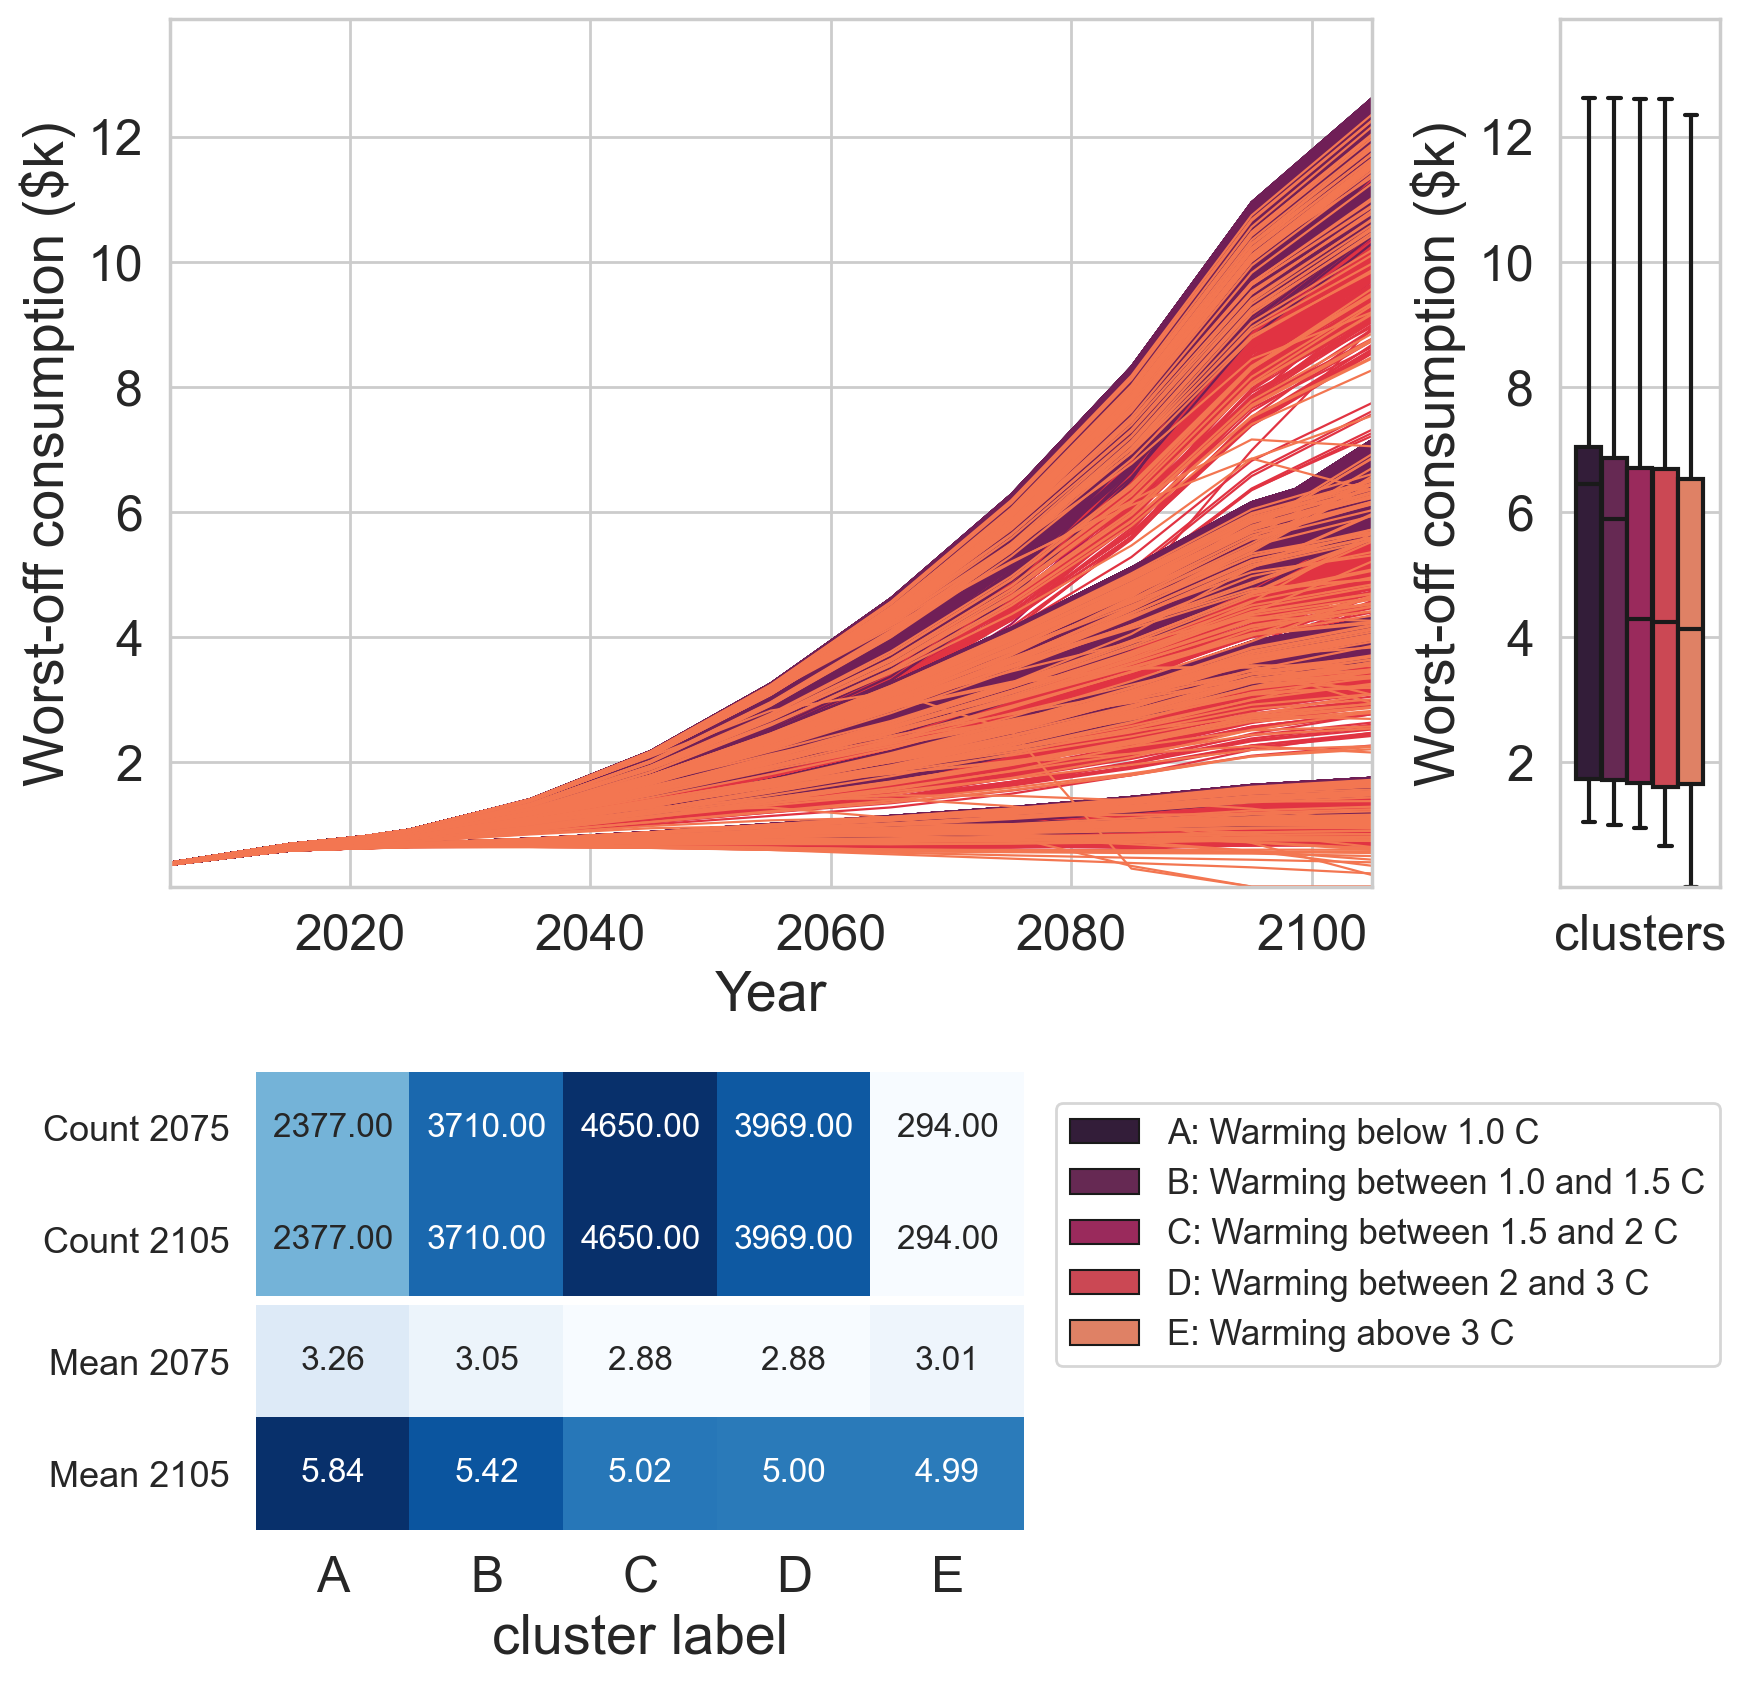 Worst-off consumption ($k)
12
10
8
6
4
2
2020 2040 2060 2080 2100
Year
Worst-off consumption ($k)
12
10
8
6
4
2
clusters
Count 2075 2377.00 3710.00 4650.00 3969.00 294.00
Count 2105 2377.00 3710.00 4650.00 3969.00 294.00
Mean 2075 3.26 3.05 2.88 2.88 3.01
Mean 2105 5.84 5.42 5.02 5.00 4.99
A B C D E
cluster label
A: Warming below 1.0 C
B: Warming between 1.0 and 1.5 C
C: Warming between 1.5 and 2 C
D: Warming between 2 and 3 C
E: Warming above 3 C